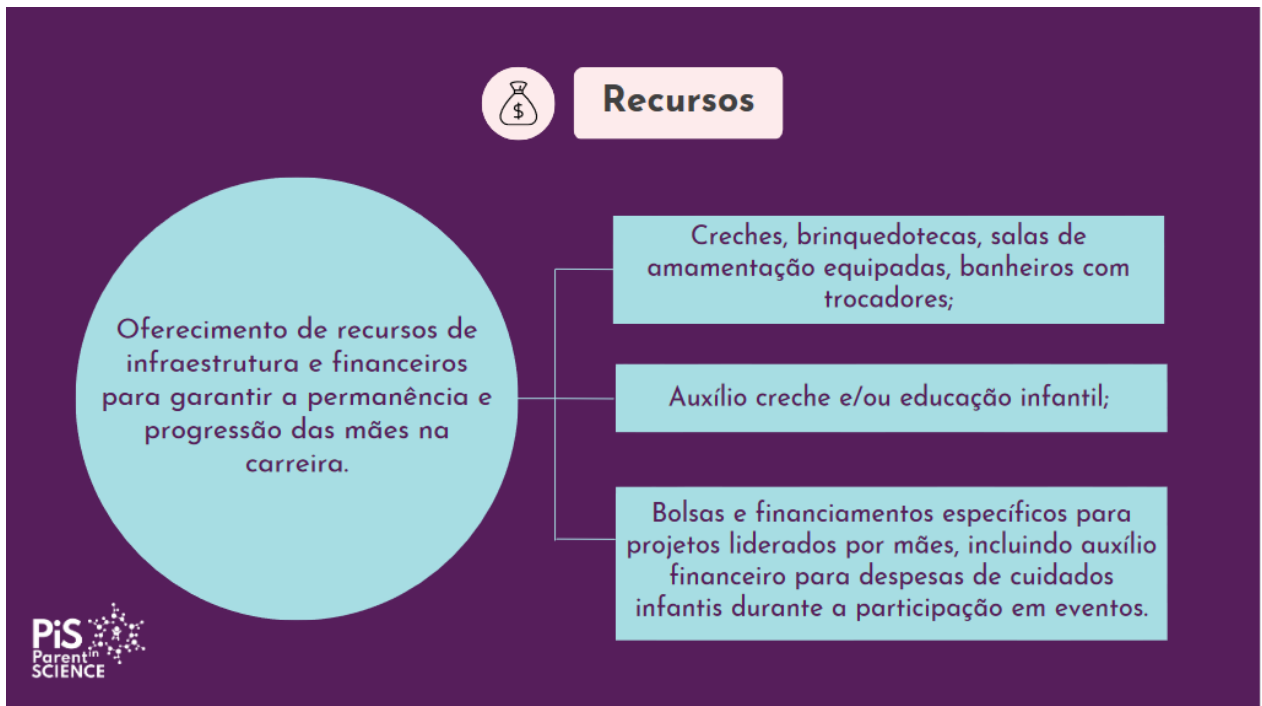 $
Recursos
Oferecimento de recursos de
infraestrutura e financeiros
para garantir a permanência e
progressão das mães na
carreira.
Creches, brinquedotecas, salas de
amamentação equipadas, banheiros com
trocadores;
Auxílio creche e/ou educação infantil;
Bolsas e financiamentos específicos para
projetos liderados por mães, incluindo auxílio
financeiro para despesas de cuidados
infantis durante a participação em eventos.
PiS
Parent in
SCIENCE